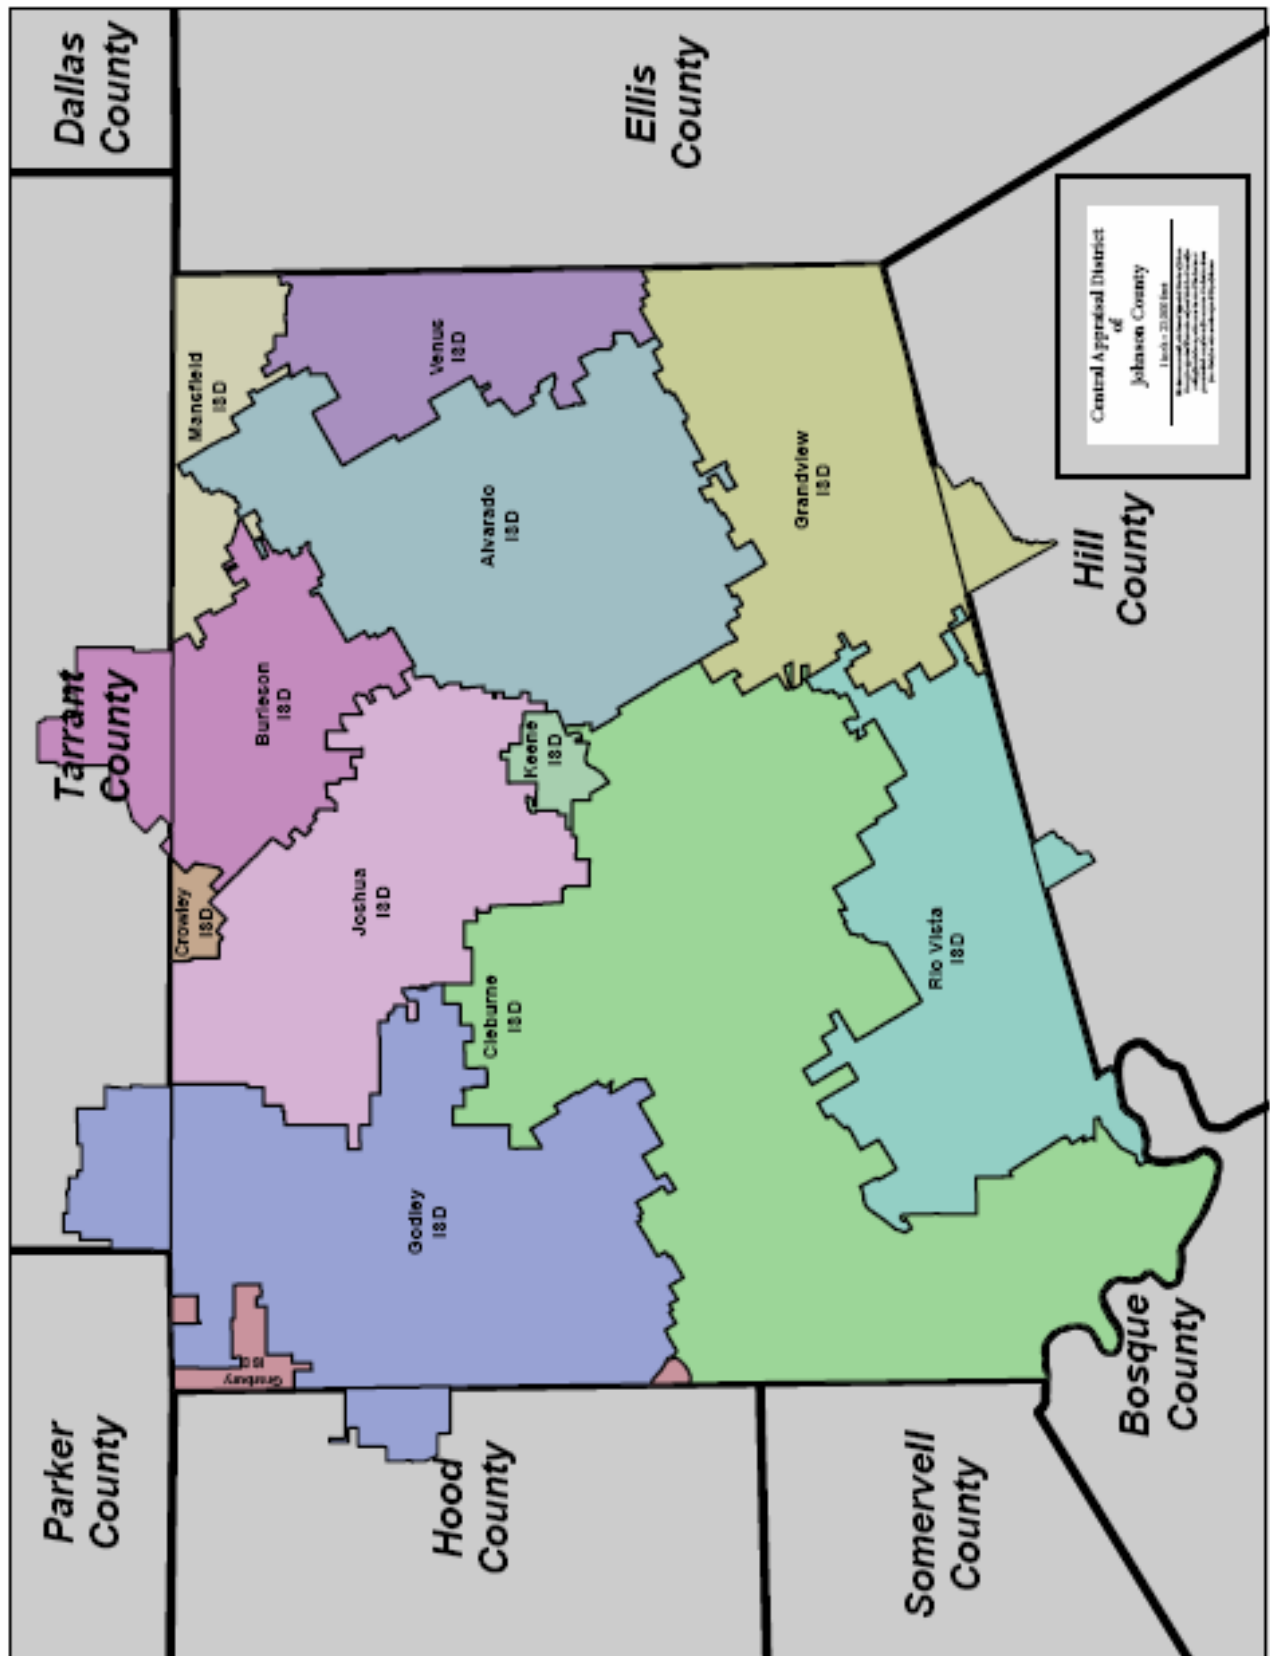 Parker
County
Tarrant
County
Dallas
County
Granbury
ISD
Crowley
ISD
Burleson
ISD
Mansfield
ISD
Joshua
ISD
Godley
ISD
Venus
ISD
Alvarado
ISD
Keene
ISD
Cleburne
ISD
Hood
County
Ellis
County
Grandview
ISD
Rio Vista
ISD
Somervell
County
Bosque
County
Hill
County
Central Appraisal District
of
Johnson County